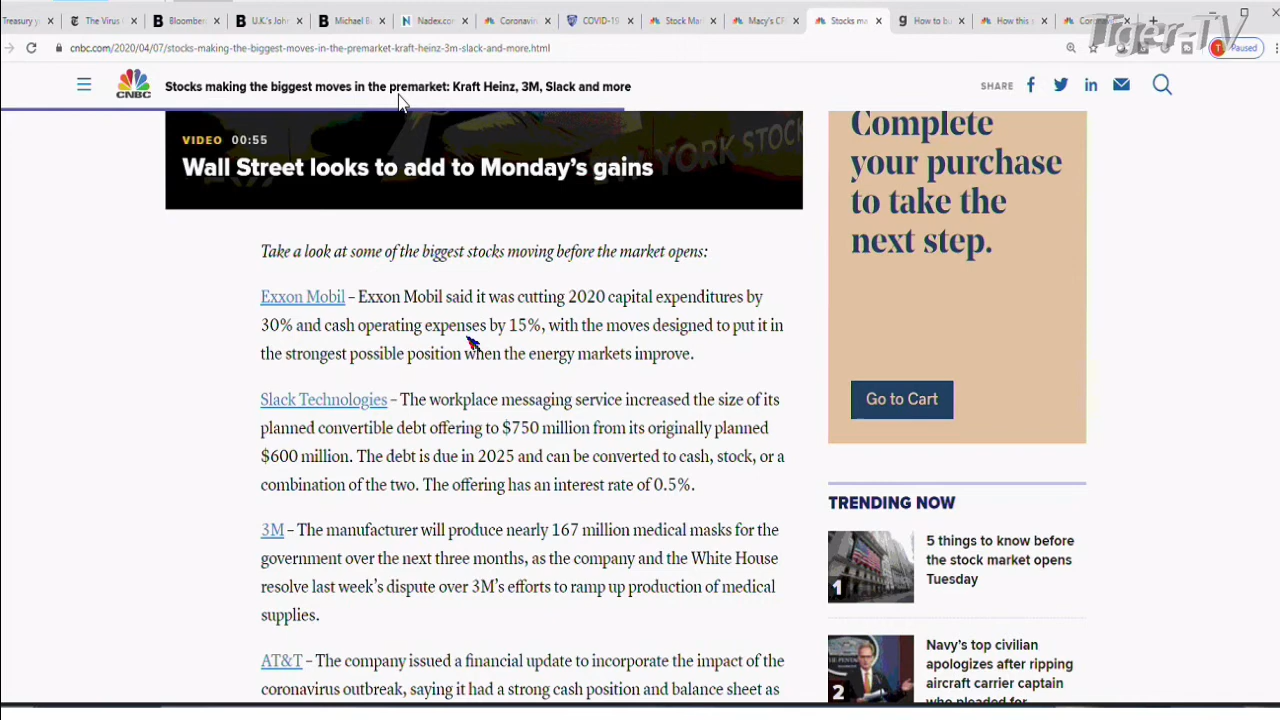 Treasury y
The Virus I
Bloomber
U.K.'s Joh
Michael B
Nadex.co
Coronavir
COVID-19
Stock Mar
Macy's CF
Stocks ma
How to bu
How this s
Coron
Tiger-TV
cnbc.com/2020/04/07/stocks-making-the-biggest-moves-in-the-premarket-kraft-heinz-3m-slack-and-more.html
T Paused
CNBC
Stocks making the biggest moves in the premarket: Kraft Heinz, 3M, Slack and more
SHARE
VIDEO 00:55
YORK STOC
Wall Street looks to add to Monday's gains
Take a look at some of the biggest stocks moving before the market opens:
Exxon Mobil – Exxon Mobil said it was cutting 2020 capital expenditures by
30% and cash operating expenses by 15%, with the moves designed to put it in
the strongest possible position when the energy markets improve.
Slack Technologies – The workplace messaging service increased the size of its
planned convertible debt offering to $750 million from its originally planned
$600 million. The debt is due in 2025 and can be converted to cash, stock, or a
combination of the two. The offering has an interest rate of 0.5%.
3M – The manufacturer will produce nearly 167 million medical masks for the
government over the next three months, as the company and the White House
resolve last week's dispute over 3M's efforts to ramp up production of medical
supplies.
AT&T – The company issued a financial update to incorporate the impact of the
coronavirus outbreak, saying it had a strong cash position and balance sheet as
Complete
your purchase
to take the
next step.
Go to Cart
TRENDING NOW
1
5 things to know before
the stock market opens
Tuesday
2
Navy's top civilian
apologizes after ripping
aircraft carrier captain
who pleaded for